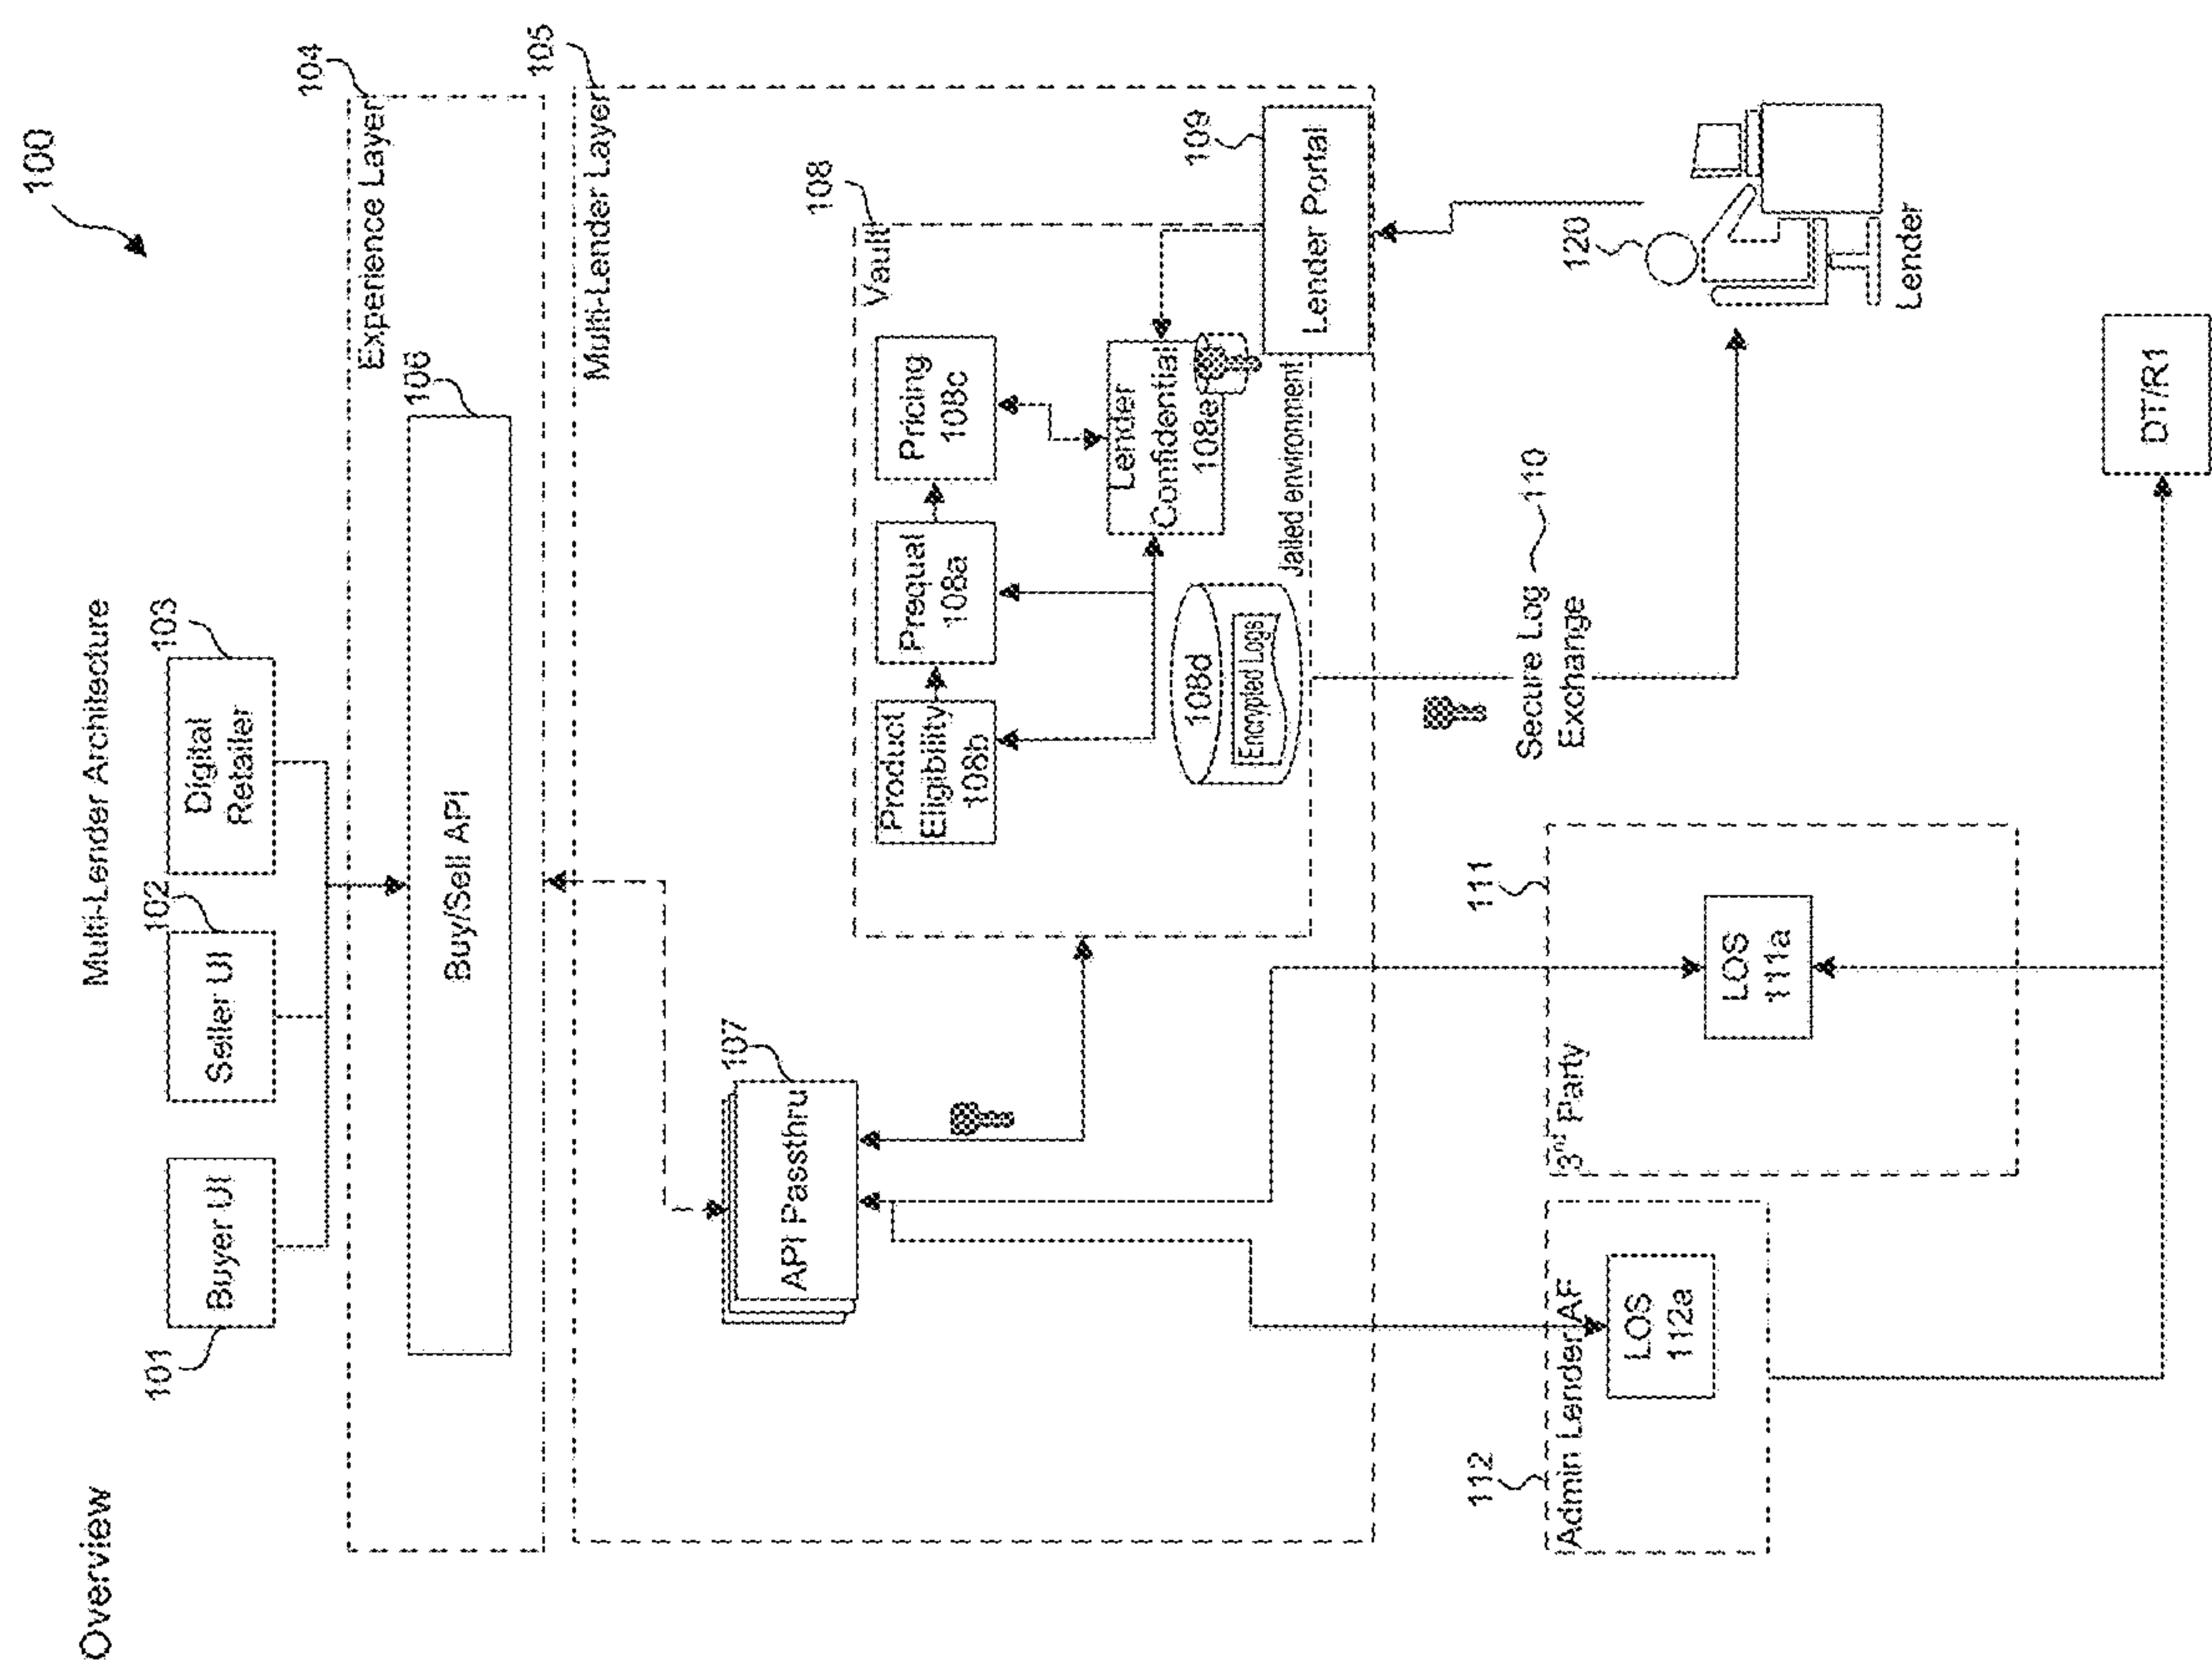 Overview
Multi-Lender Architecture
100
101
Buyer UI
102
Seller UI
103
Digital
Retailer
104
Experience Layer
106
Buy/Sell API
105
Multi-Lender Layer
107
API Passthru
108
Vault
Product
Eligibility
108b
Prequal
108a
Pricing
108c
Lender
Confidential
108e
108d
Encrypted Logs
Jailed environment
109
Lender Portal
Secure Log
Exchange
110
120
Lender
112
Admin Lender AF
LOS
112a
111
3rd Party
LOS
111a
DT/R1